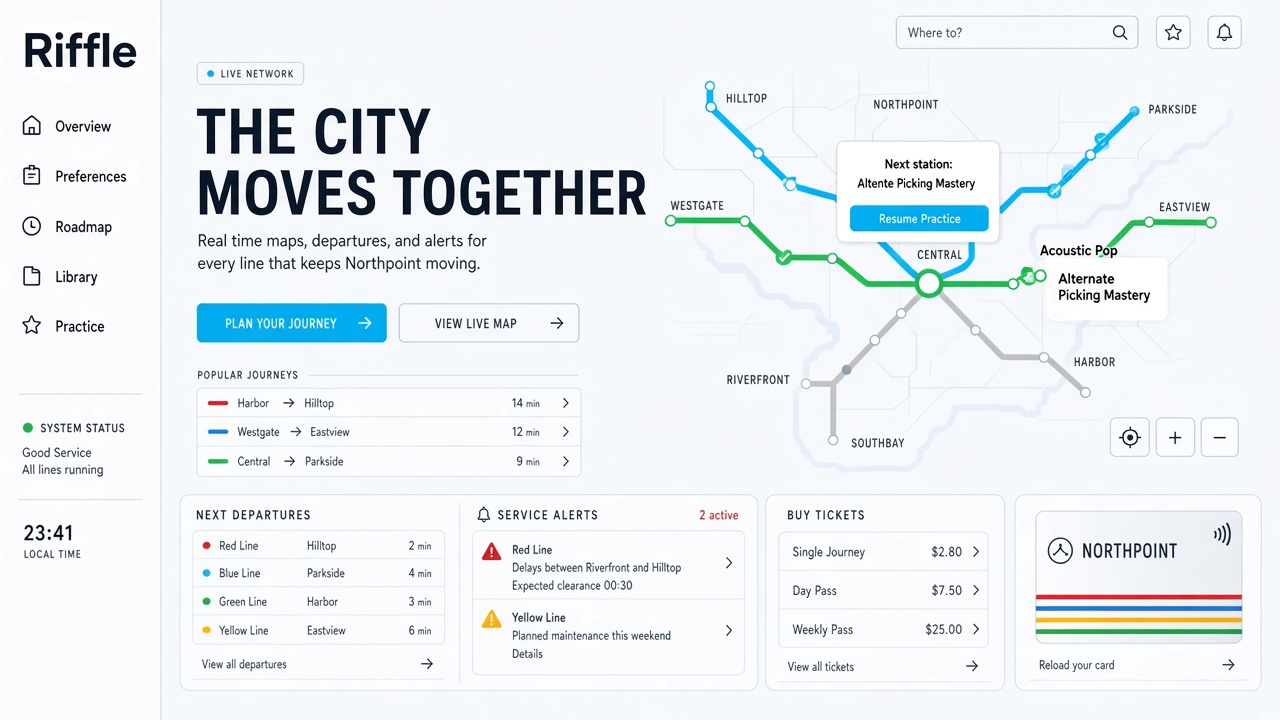 Riffle
Overview
Preferences
Roadmap
Library
Practice
SYSTEM STATUS
Good Service
All lines running
23:41
LOCAL TIME
Where to?
LIVE NETWORK
THE CITY
MOVES TOGETHER
Real time maps, departures, and alerts for
every line that keeps Northpoint moving.
PLAN YOUR JOURNEY
VIEW LIVE MAP
POPULAR JOURNEYS
Harbor → Hilltop 14 min
Westgate → Eastview 12 min
Central → Parkside 9 min
HILLTOP
NORTHPOINT
PARKSIDE
Next station:
Altente Picking Mastery
Resume Practice
WESTGATE
EASTVIEW
CENTRAL
Acoustic Pop
Alternate
Picking Mastery
RIVERFRONT
HARBOR
SOUTHBAY
NEXT DEPARTURES
Red Line Hilltop 2 min
Blue Line Parkside 4 min
Green Line Harbor 3 min
Yellow Line Eastview 6 min
View all departures
SERVICE ALERTS 2 active
Red Line
Delays between Riverfront and Hilltop
Expected clearance 00:30
Yellow Line
Planned maintenance this weekend
Details
BUY TICKETS
Single Journey $2.80
Day Pass $7.50
Weekly Pass $25.00
View all tickets
NORTHPOINT
Reload your card